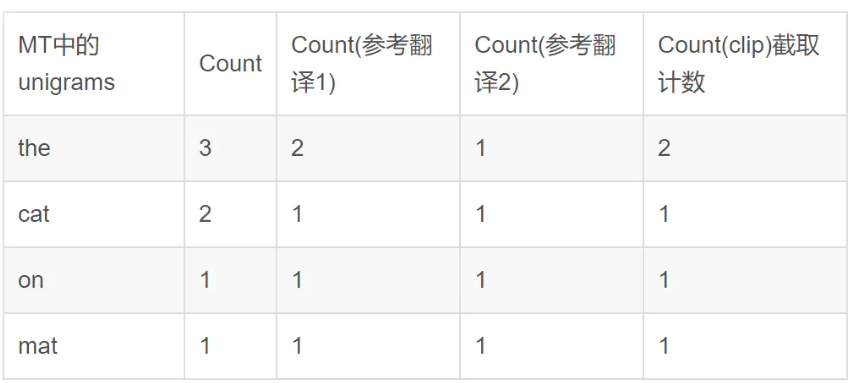 MT中的 unigrams Count Count(参考翻译1) Count(参考翻译2) Count(clip)截取计数
the 3 2 1 2
cat 2 1 1 1
on 1 1 1 1
mat 1 1 1 1